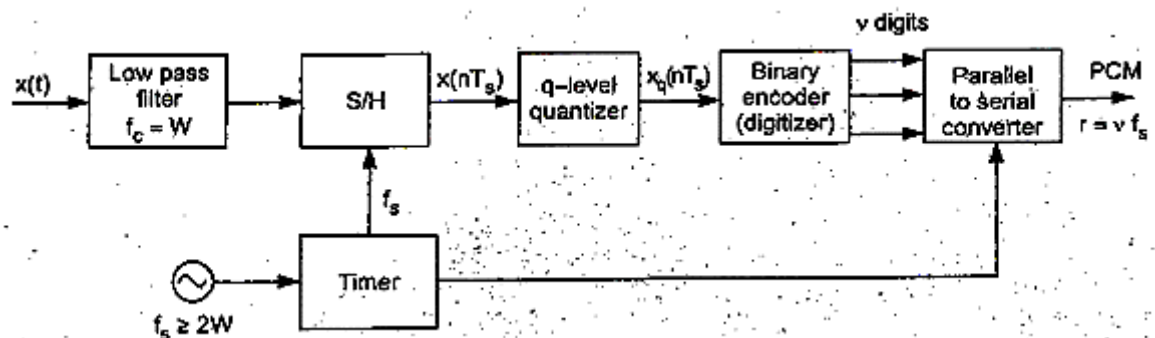 ν digits
x(t)
Low pass
filter
f_c = W
S/H
x(nT_s)
q-level
quantizer
x_q(nT_s)
Binary
encoder
(digitizer)
Parallel
to serial
converter
PCM
r = ν f_s
f_s
Timer
f_s ≥ 2W